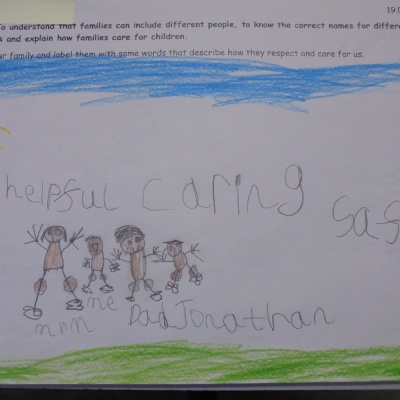 19.0
To understand that families can include different people, to know the correct names for differe
s and explain how families care for children.
ur family and label them with some words that describe how they respect and care for us.
helpful caring
saf
me
mum Dad Jonathan